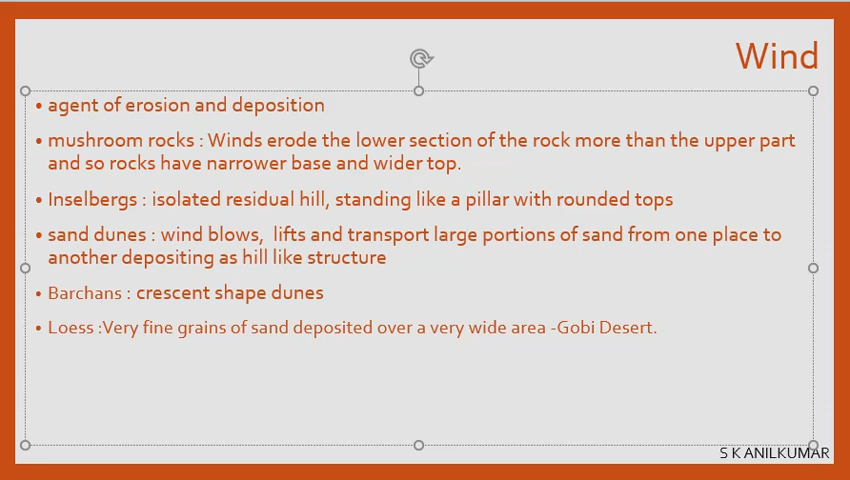 Wind
• agent of erosion and deposition
• mushroom rocks : Winds erode the lower section of the rock more than the upper part
and so rocks have narrower base and wider top.
• Inselbergs : isolated residual hill, standing like a pillar with rounded tops
• sand dunes : wind blows,  lifts and transport large portions of sand from one place to
another depositing as hill like structure
• Barchans : crescent shape dunes
• Loess :Very fine grains of sand deposited over a very wide area -Gobi Desert.
S K ANILKUMAR